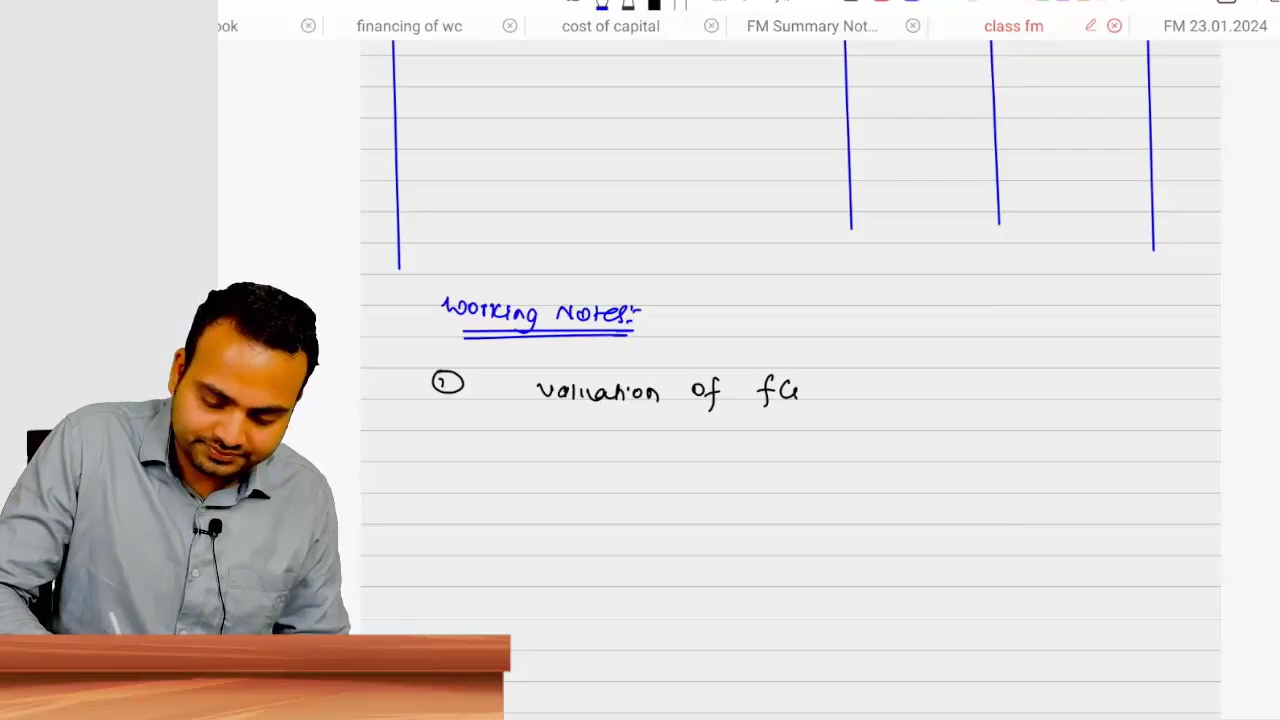 ook financing of wc cost of capital FM Summary Not... class fm FM 23.01.2024
Working Notes:-
① Valuation of FG